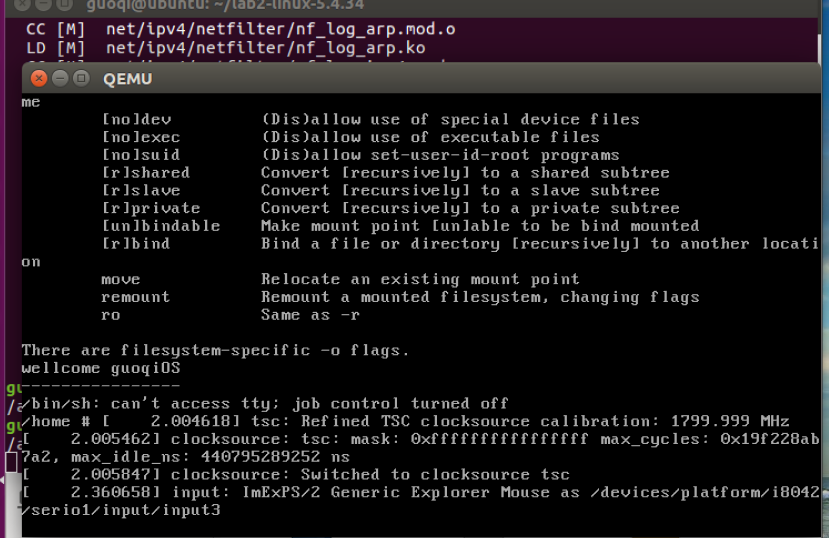 guoqi@ubuntu: ~/lab2-linux-5.4.34
CC [M]  net/ipv4/netfilter/nf_log_arp.mod.o
LD [M]  net/ipv4/netfilter/nf_log_arp.ko
QEMU
me
[no]dev          (Dis)allow use of special device files
[no]exec         (Dis)allow use of executable files
[no]suid         (Dis)allow set-user-id-root programs
[r]shared        Convert [recursively] to a shared subtree
[r]slave         Convert [recursively] to a slave subtree
[r]private       Convert [recursively] to a private subtree
[un]bindable     Make mount point [un]able to be bind mounted
[r]bind          Bind a file or directory [recursively] to another locati
on
move             Relocate an existing mount point
remount          Remount a mounted filesystem, changing flags
ro               Same as -r
There are filesystem-specific -o flags.
wellcome guoqiOS
----------------
/bin/sh: can't access tty; job control turned off
/home # [    2.004618] tsc: Refined TSC clocksource calibration: 1799.999 MHz
[    2.005462] clocksource: tsc: mask: 0xffffffffffffffff max_cycles: 0x19f228ab
7a2, max_idle_ns: 440795289252 ns
[    2.005847] clocksource: Switched to clocksource tsc
[    2.360658] input: ImExPS/2 Generic Explorer Mouse as /devices/platform/i8042
/serio1/input/input3